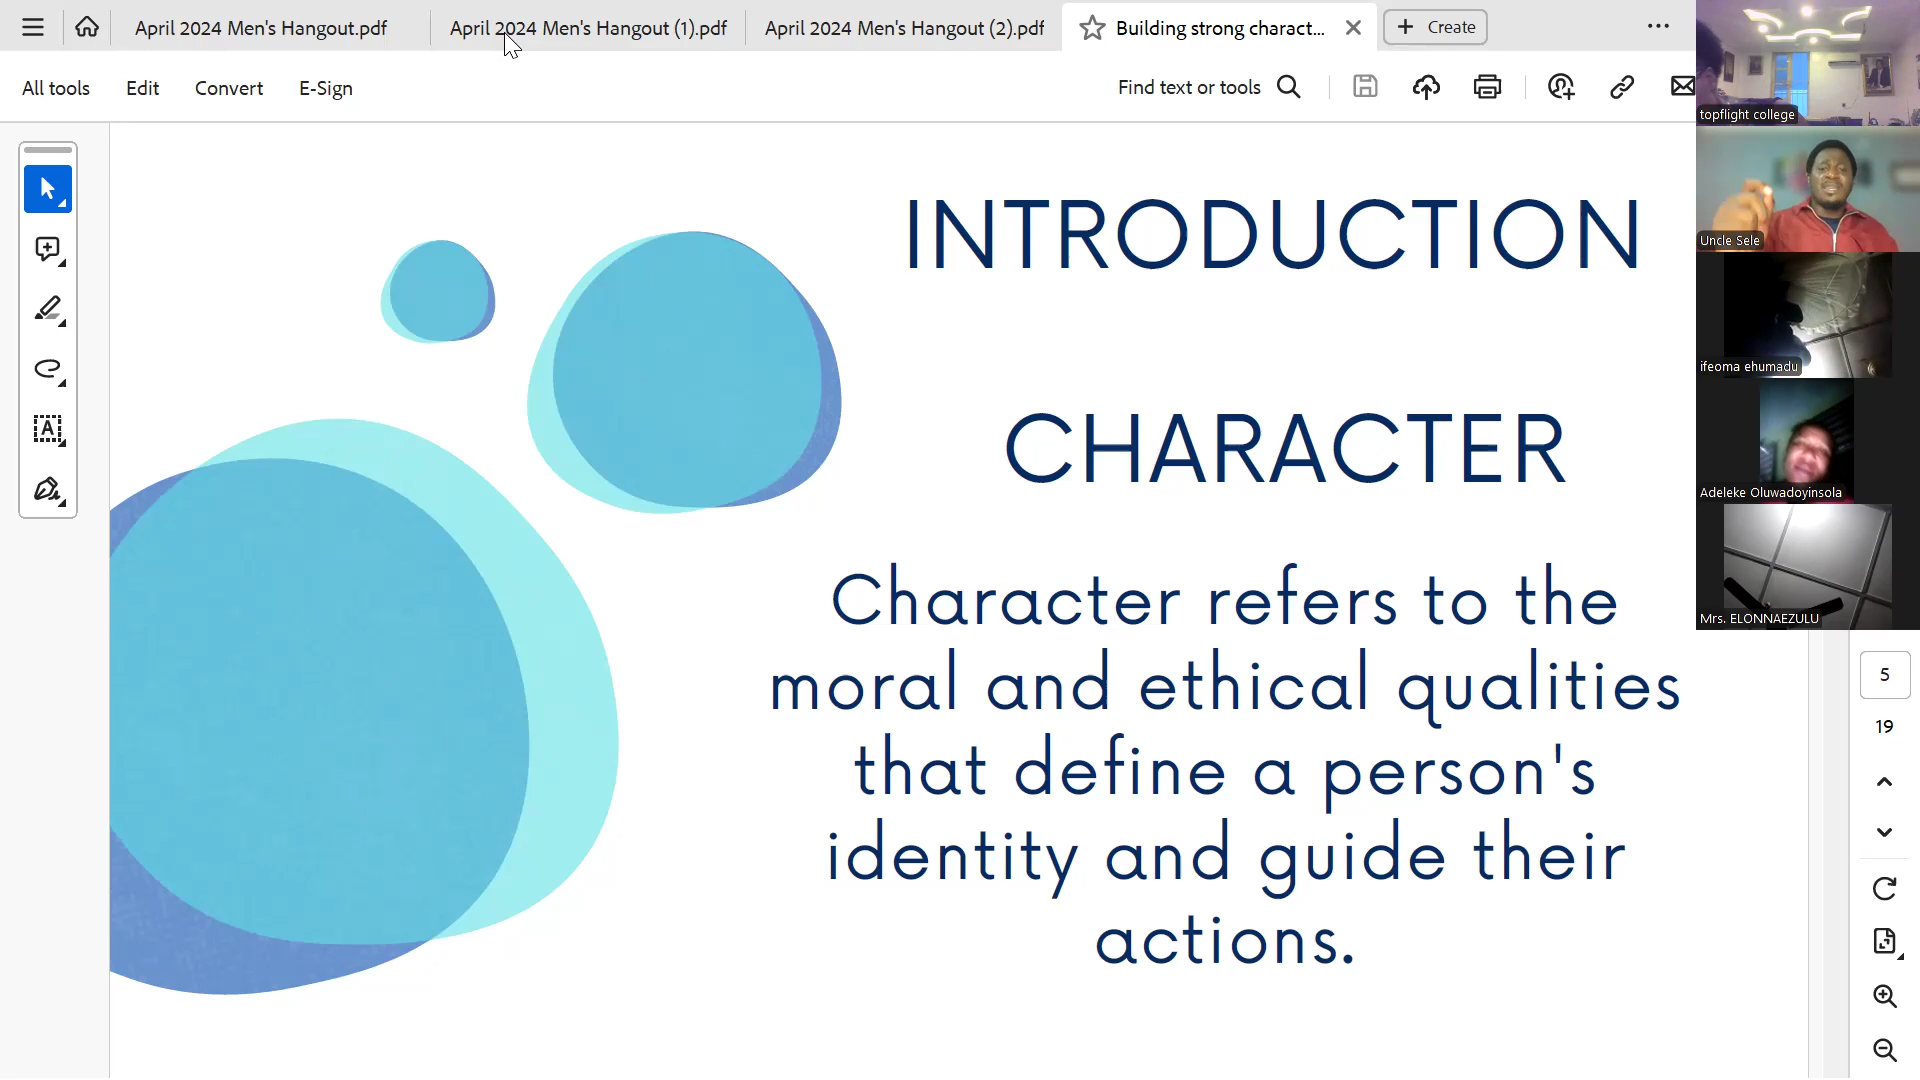 April 2024 Men's Hangout.pdf
April 2024 Men's Hangout (1).pdf
April 2024 Men's Hangout (2).pdf
Building strong charact...
Create
All tools
Edit
Convert
E-Sign
Find text or tools
INTRODUCTION
CHARACTER
Character refers to the
moral and ethical qualities
that define a person's
identity and guide their
actions.
topflight college
Uncle Sele
ifeoma ehumadu
Adeleke Oluwadoyinsola
Mrs. ELONNAEZULU
5
19